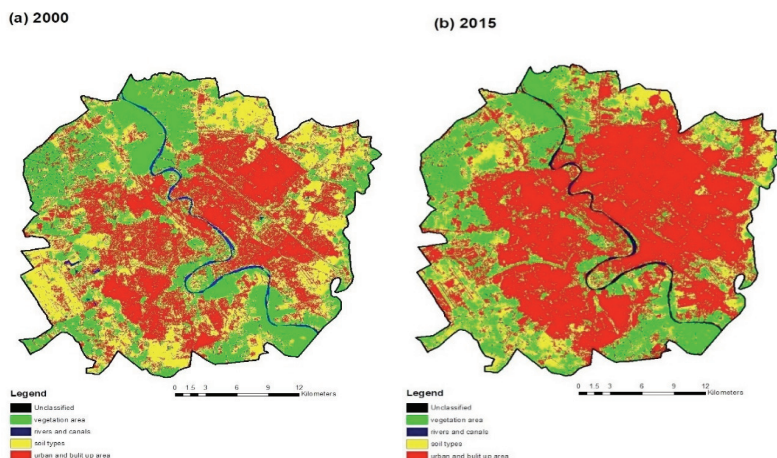 (a) 2000
(b) 2015
Legend
Unclassified
vegetation area
rivers and canals
soil types
urban and bulit up area
0 1.5 3 6 9 12
Kilometers
Legend
Unclassified
vegetation area
rivers and canals
soil types
urban and bulit up area
0 1.5 3 6 9 12
Kilometers